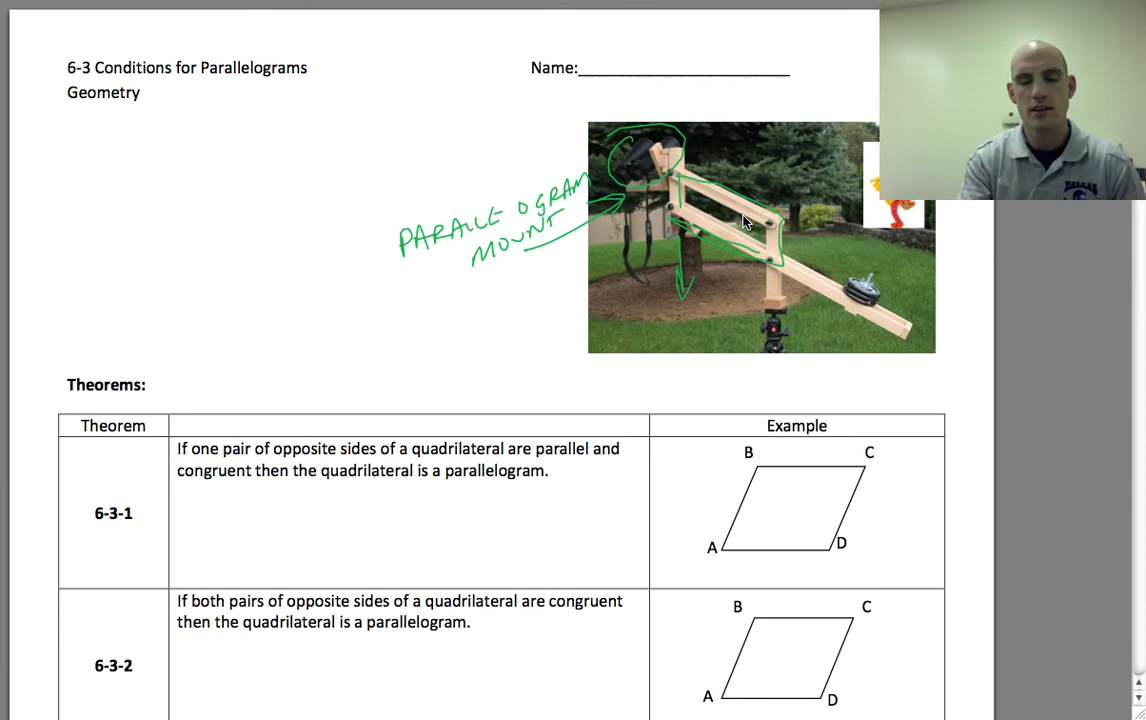 6-3 Conditions for Parallelograms
Name:
Geometry
PARALLE OGRAM
MOUNT
DALLAS
Theorems:
Theorem
Example
6-3-1
If one pair of opposite sides of a quadrilateral are parallel and
congruent then the quadrilateral is a parallelogram.
B C
A D
6-3-2
If both pairs of opposite sides of a quadrilateral are congruent
then the quadrilateral is a parallelogram.
B C
A D